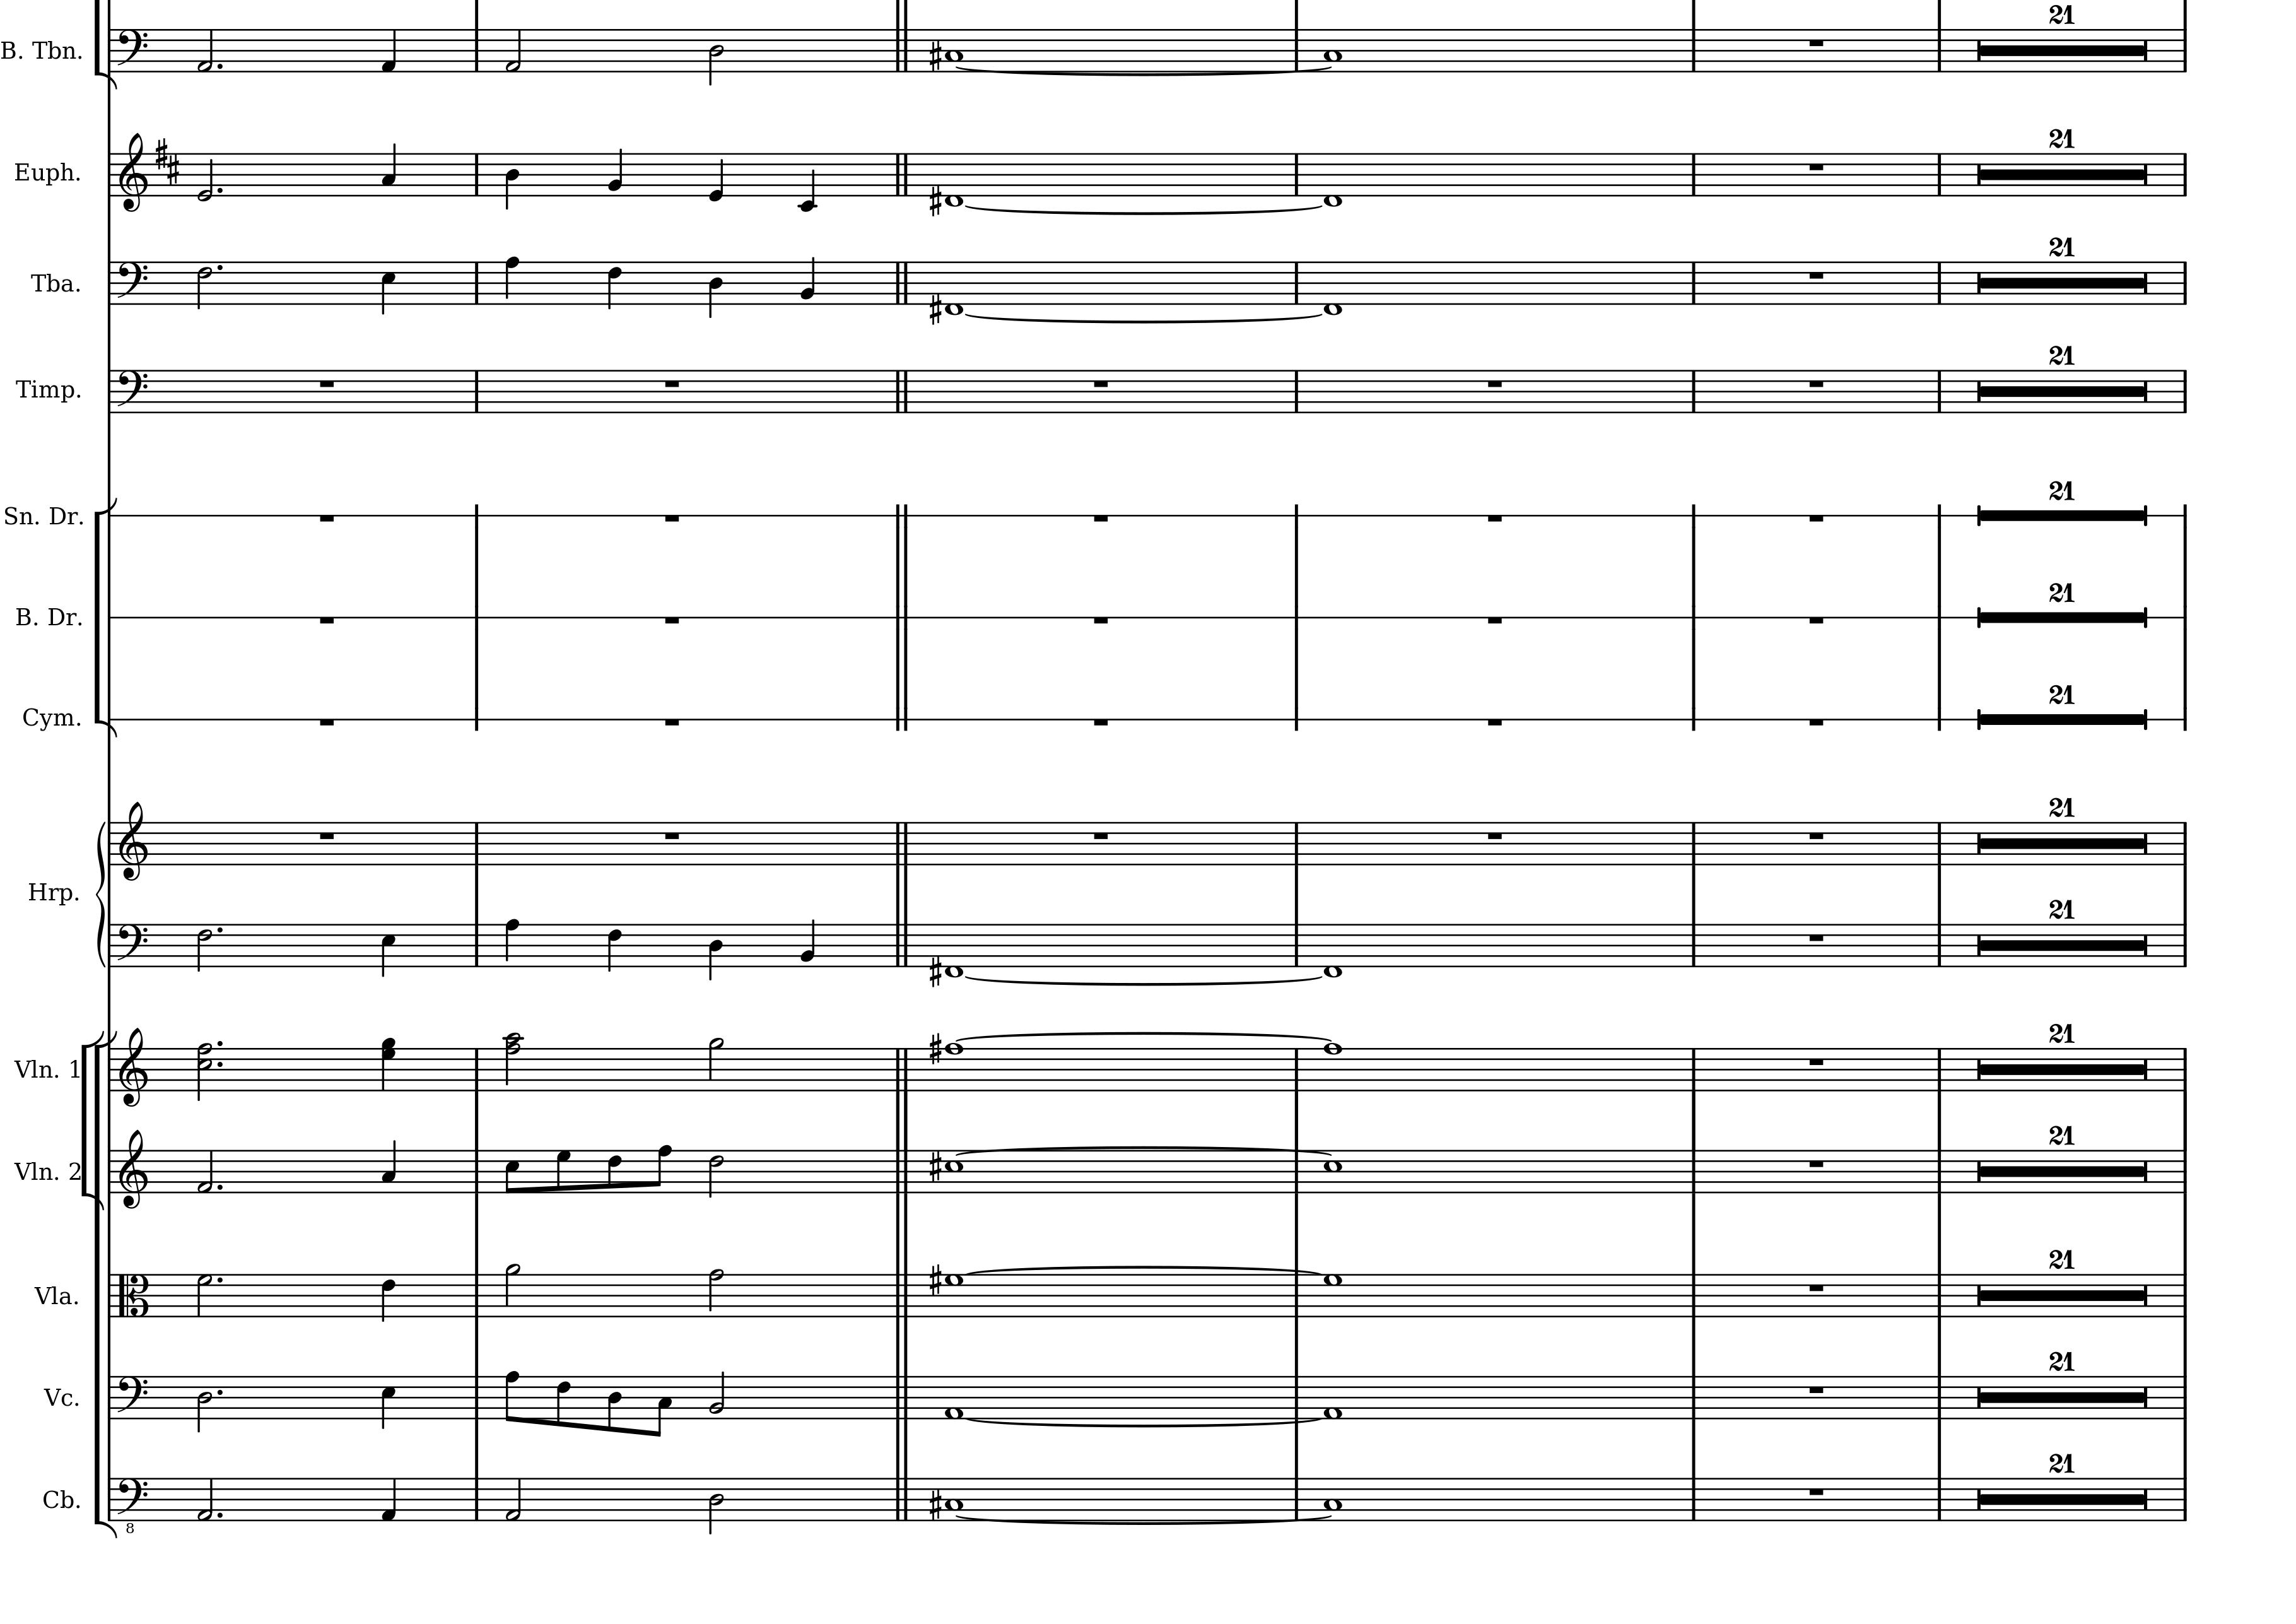 21
B. Tbn.
21
Euph.
21
Tba.
21
Timp.
21
Sn. Dr.
21
B. Dr.
21
Cym.
21
Hrp.
21
21
Vln. 1
21
Vln. 2
21
Vla.
21
Vc.
21
Cb.
8